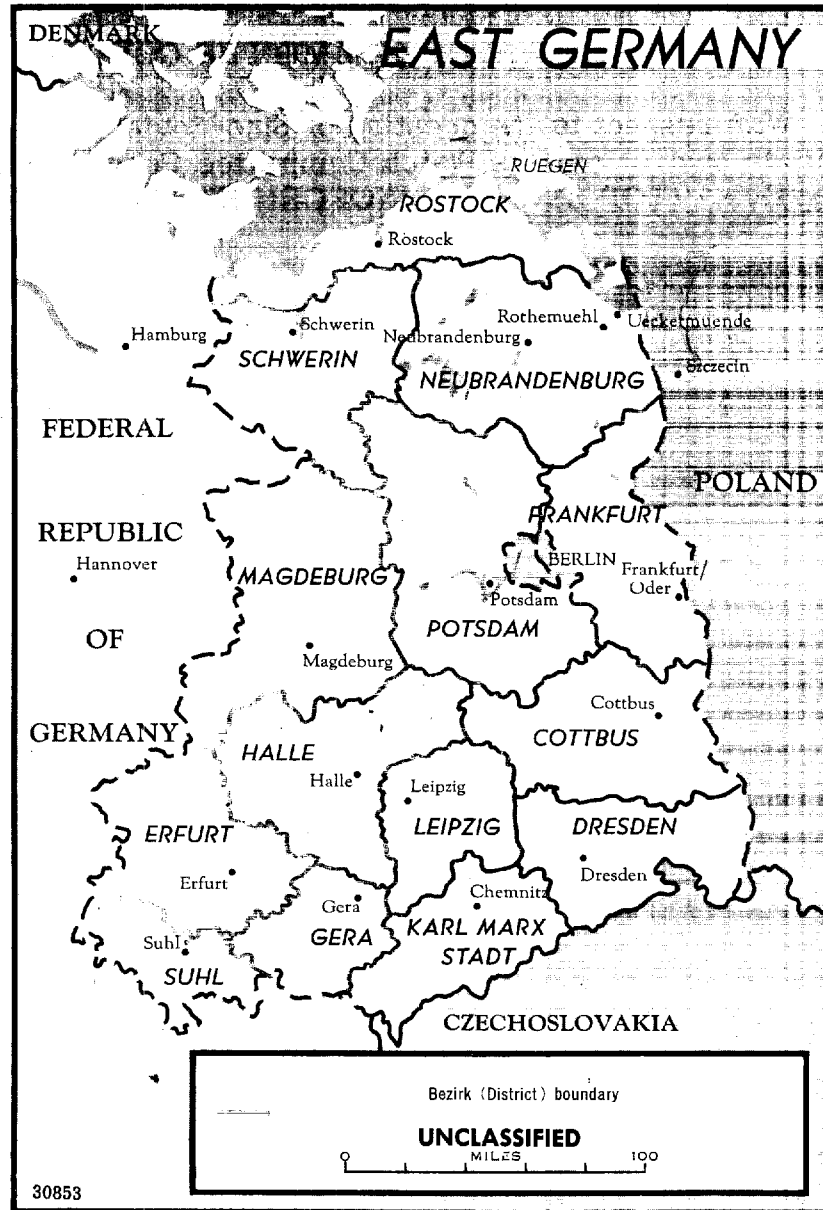 DENMARK
EAST GERMANY
RUEGEN
ROSTOCK
Rostock
Hamburg
Schwerin
SCHWERIN
Rothemuehl
Ueckermuende
Neubrandenburg
NEUBRANDENBURG
Szczecin
FEDERAL
REPUBLIC
OF
GERMANY
POLAND
Hannover
FRANKFURT
BERLIN
Frankfurt/
Oder
MAGDEBURG
Potsdam
POTSDAM
Magdeburg
Cottbus
COTTBUS
HALLE
Halle
Leipzig
LEIPZIG
DRESDEN
Dresden
ERFURT
Erfurt
Gera
GERA
Chemnitz
KARL MARX
STADT
Suhl
SUHL
CZECHOSLOVAKIA
Bezirk (District) boundary
UNCLASSIFIED
0 MILES 100
30853